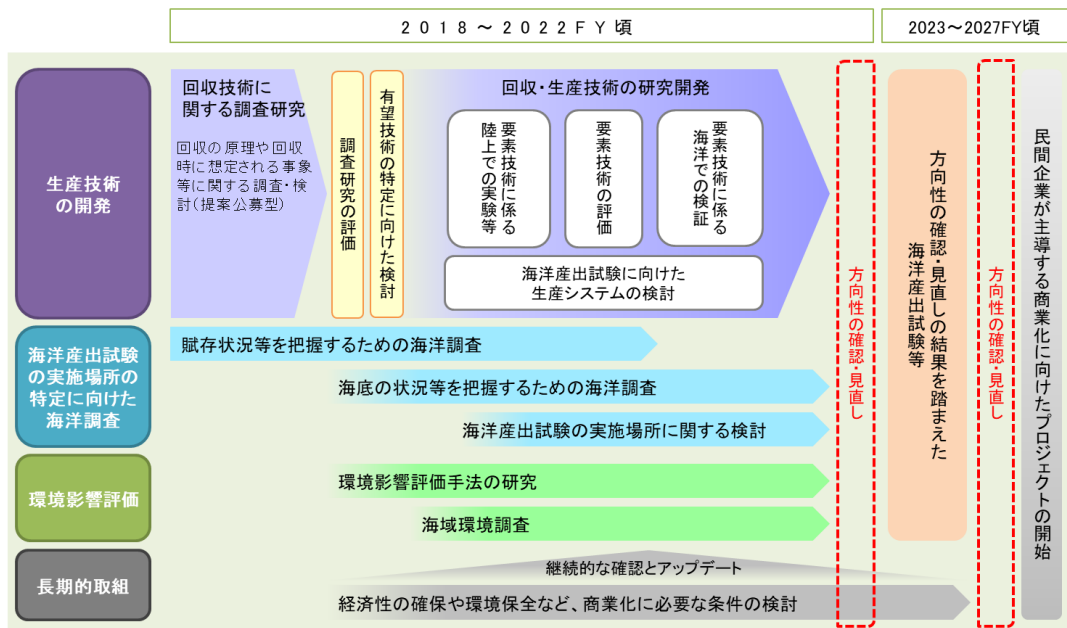 2018～2022FY頃
2023～2027FY頃
生産技術
の開発
回収技術に
関する調査研究
回収の原理や回収
時に想定される事象
等に関する調査・検
討(提案公募型)
調査研究の評価
有望技術の特定に向けた検討
回収・生産技術の研究開発
要素技術に係る
陸上での実験等
要素技術の評価
要素技術に係る
海洋での検証
海洋産出試験に向けた
生産システムの検討
海洋産出試験
の実施場所の
特定に向けた
海洋調査
賦存状況等を把握するための海洋調査
海底の状況等を把握するための海洋調査
海洋産出試験の実施場所に関する検討
環境影響評価
環境影響評価手法の研究
海域環境調査
長期的取組
継続的な確認とアップデート
経済性の確保や環境保全など、商業化に必要な条件の検討
方向性の確認・見直し
方向性の確認・見直しの結果を踏まえた
海洋産出試験等
方向性の確認・見直し
民間企業が主導する商業化に向けたプロジェクトの開始